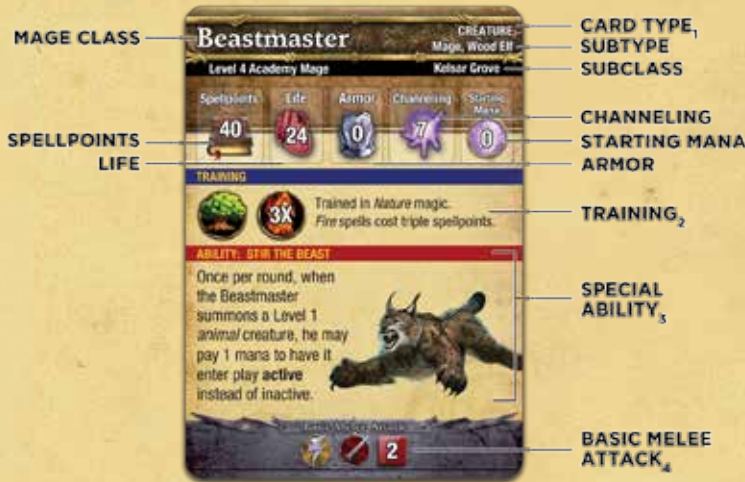 MAGE CLASS
SPELLPOINTS
LIFE
Beastmaster
CREATURE
Mage, Wood Elf
Level 4 Academy Mage
Kelsar Grove
Spellpoints
Life
Armor
Channeling
Starting Mana
40
24
0
7
0
TRAINING
3X
Trained in Nature magic.
Fire spells cost triple spellpoints.
ABILITY: STIR THE BEAST
Once per round, when
the Beastmaster
summons a Level 1
animal creature, he may
pay 1 mana to have it
enter play active
instead of inactive.
Basic Melee Attack
2
CARD TYPE1
SUBTYPE
SUBCLASS
CHANNELING
STARTING MANA
ARMOR
TRAINING2
SPECIAL
ABILITY3
BASIC MELEE
ATTACK4